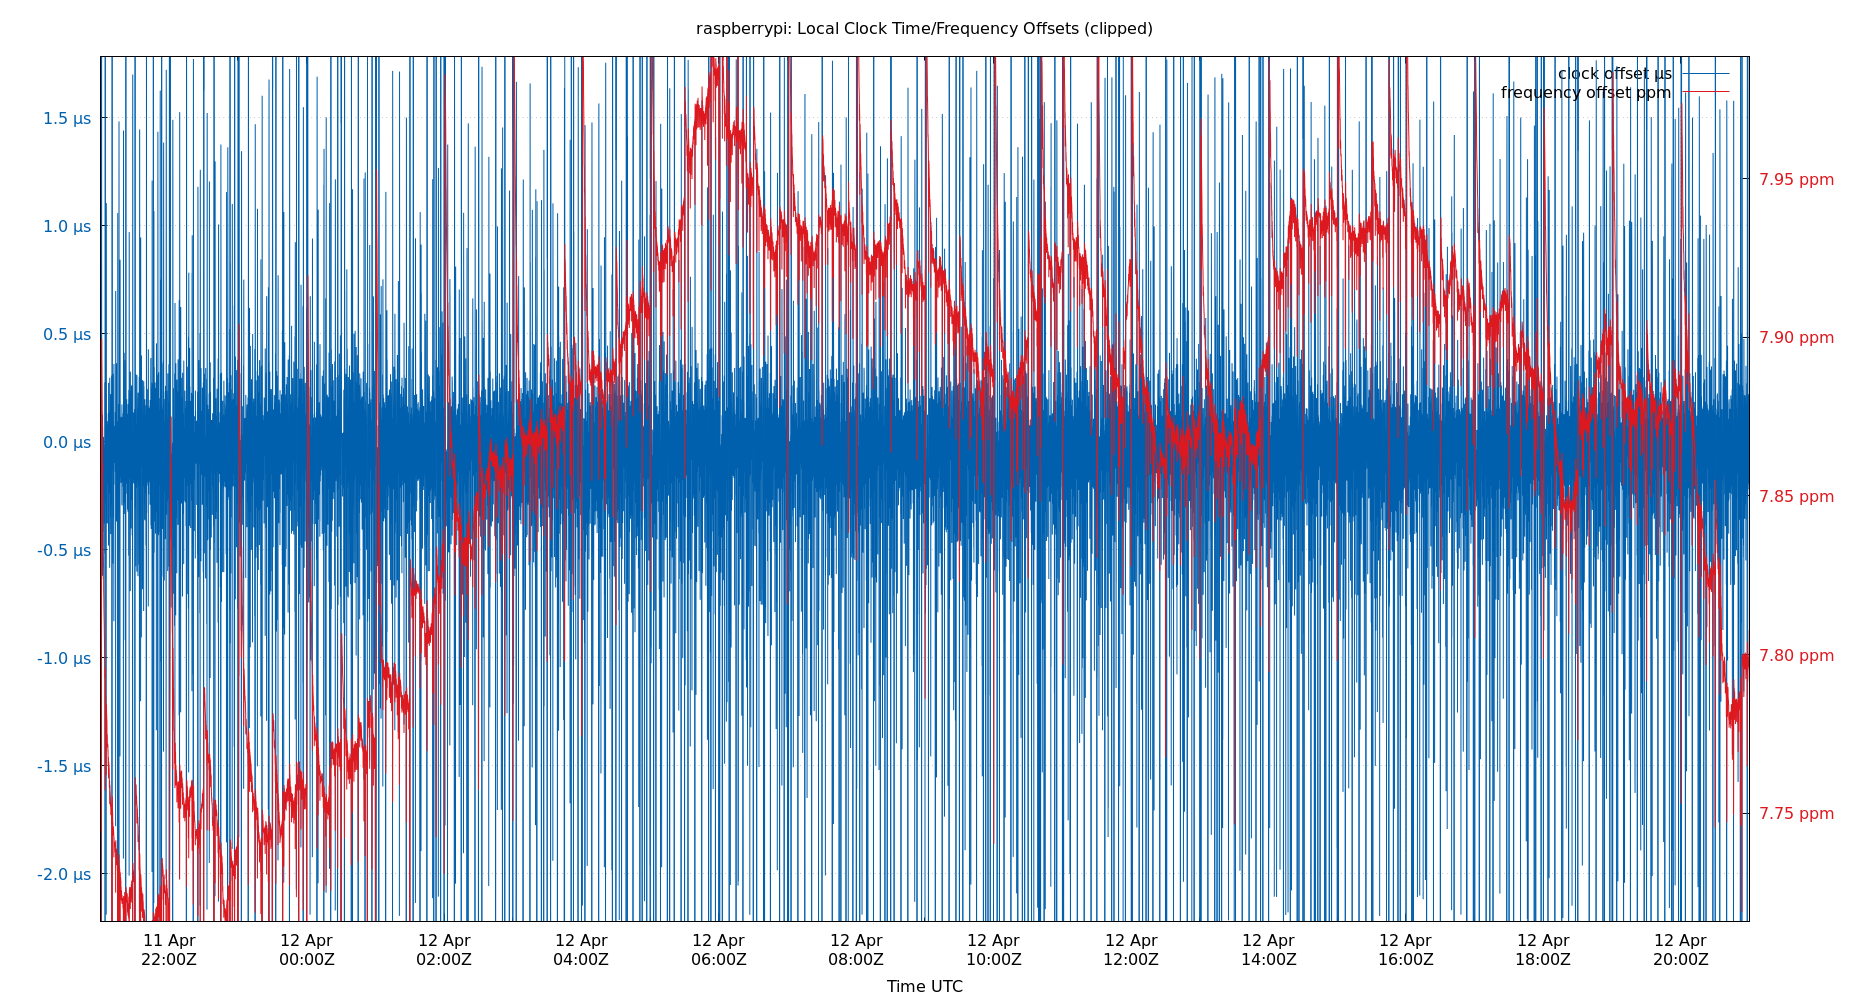 raspberrypi: Local Clock Time/Frequency Offsets (clipped)
clock offset µs
frequency offset ppm
1.5 µs
1.0 µs
0.5 µs
0.0 µs
-0.5 µs
-1.0 µs
-1.5 µs
-2.0 µs
7.95 ppm
7.90 ppm
7.85 ppm
7.80 ppm
7.75 ppm
11 Apr 12 Apr 12 Apr 12 Apr 12 Apr 12 Apr 12 Apr 12 Apr 12 Apr 12 Apr 12 Apr 12 Apr
22:00Z 00:00Z 02:00Z 04:00Z 06:00Z 08:00Z 10:00Z 12:00Z 14:00Z 16:00Z 18:00Z 20:00Z
Time UTC